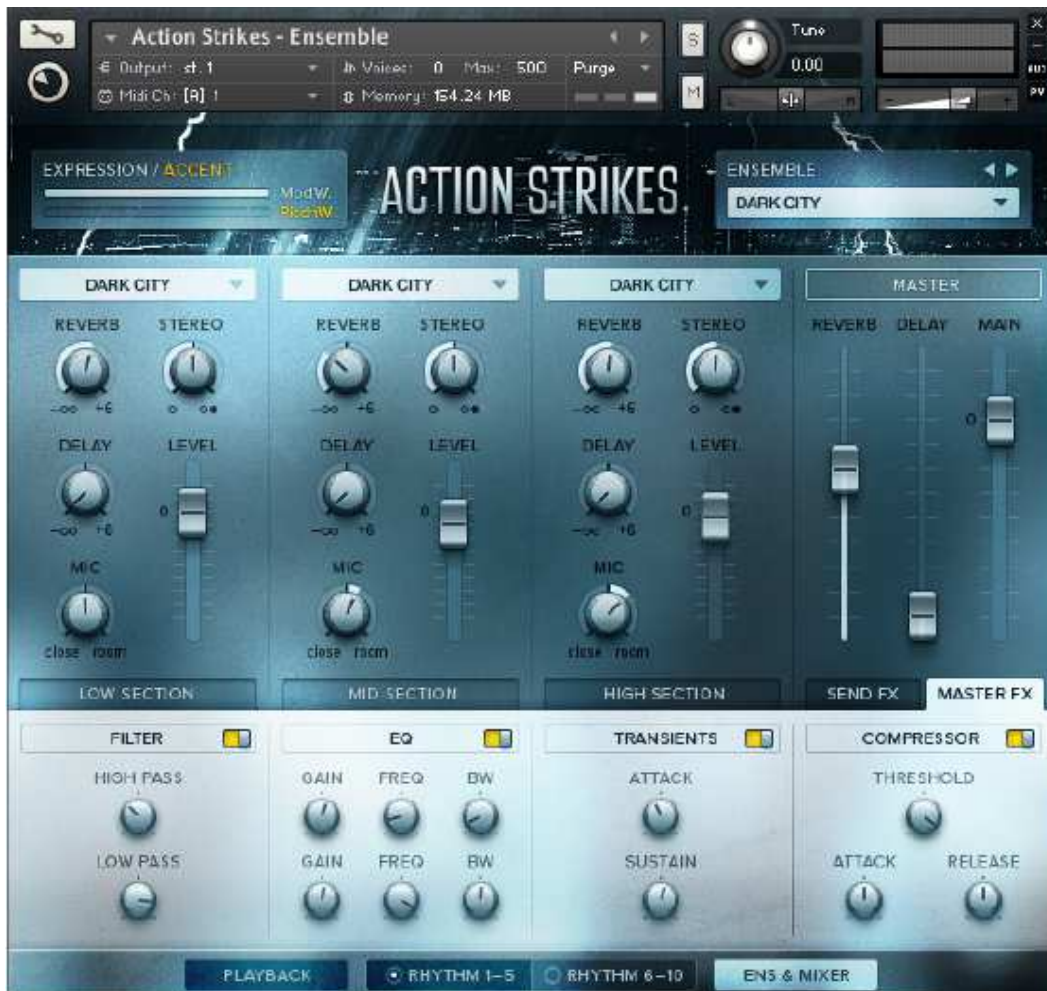 Action Strikes - Ensemble
Output: st. 1
Voices: 0 Max: 500 Purge
Midi Ch: [A] 1
Memory: 154.24 MB
S
M
Tune
0.00
L R
- +
AUX
PV
EXPRESSION / ACCENT
ModW.
PitchW.
ACTION STRIKES
ENSEMBLE
DARK CITY
DARK CITY
DARK CITY
DARK CITY
MASTER
REVERB STEREO
REVERB STEREO
REVERB STEREO
REVERB DELAY MAIN
-∞ +6
-∞ +6
-∞ +6
0
DELAY LEVEL
DELAY LEVEL
DELAY LEVEL
0
0
0
-∞ +6
-∞ +6
-∞ +6
MIC
MIC
MIC
close room
close room
close room
LOW SECTION
MID SECTION
HIGH SECTION
SEND FX
MASTER FX
FILTER
EQ
TRANSIENTS
COMPRESSOR
HIGH PASS
GAIN FREQ BW
ATTACK
THRESHOLD
LOW PASS
GAIN FREQ BW
SUSTAIN
ATTACK RELEASE
PLAYBACK
RHYTHM 1-5
RHYTHM 6-10
ENS & MIXER